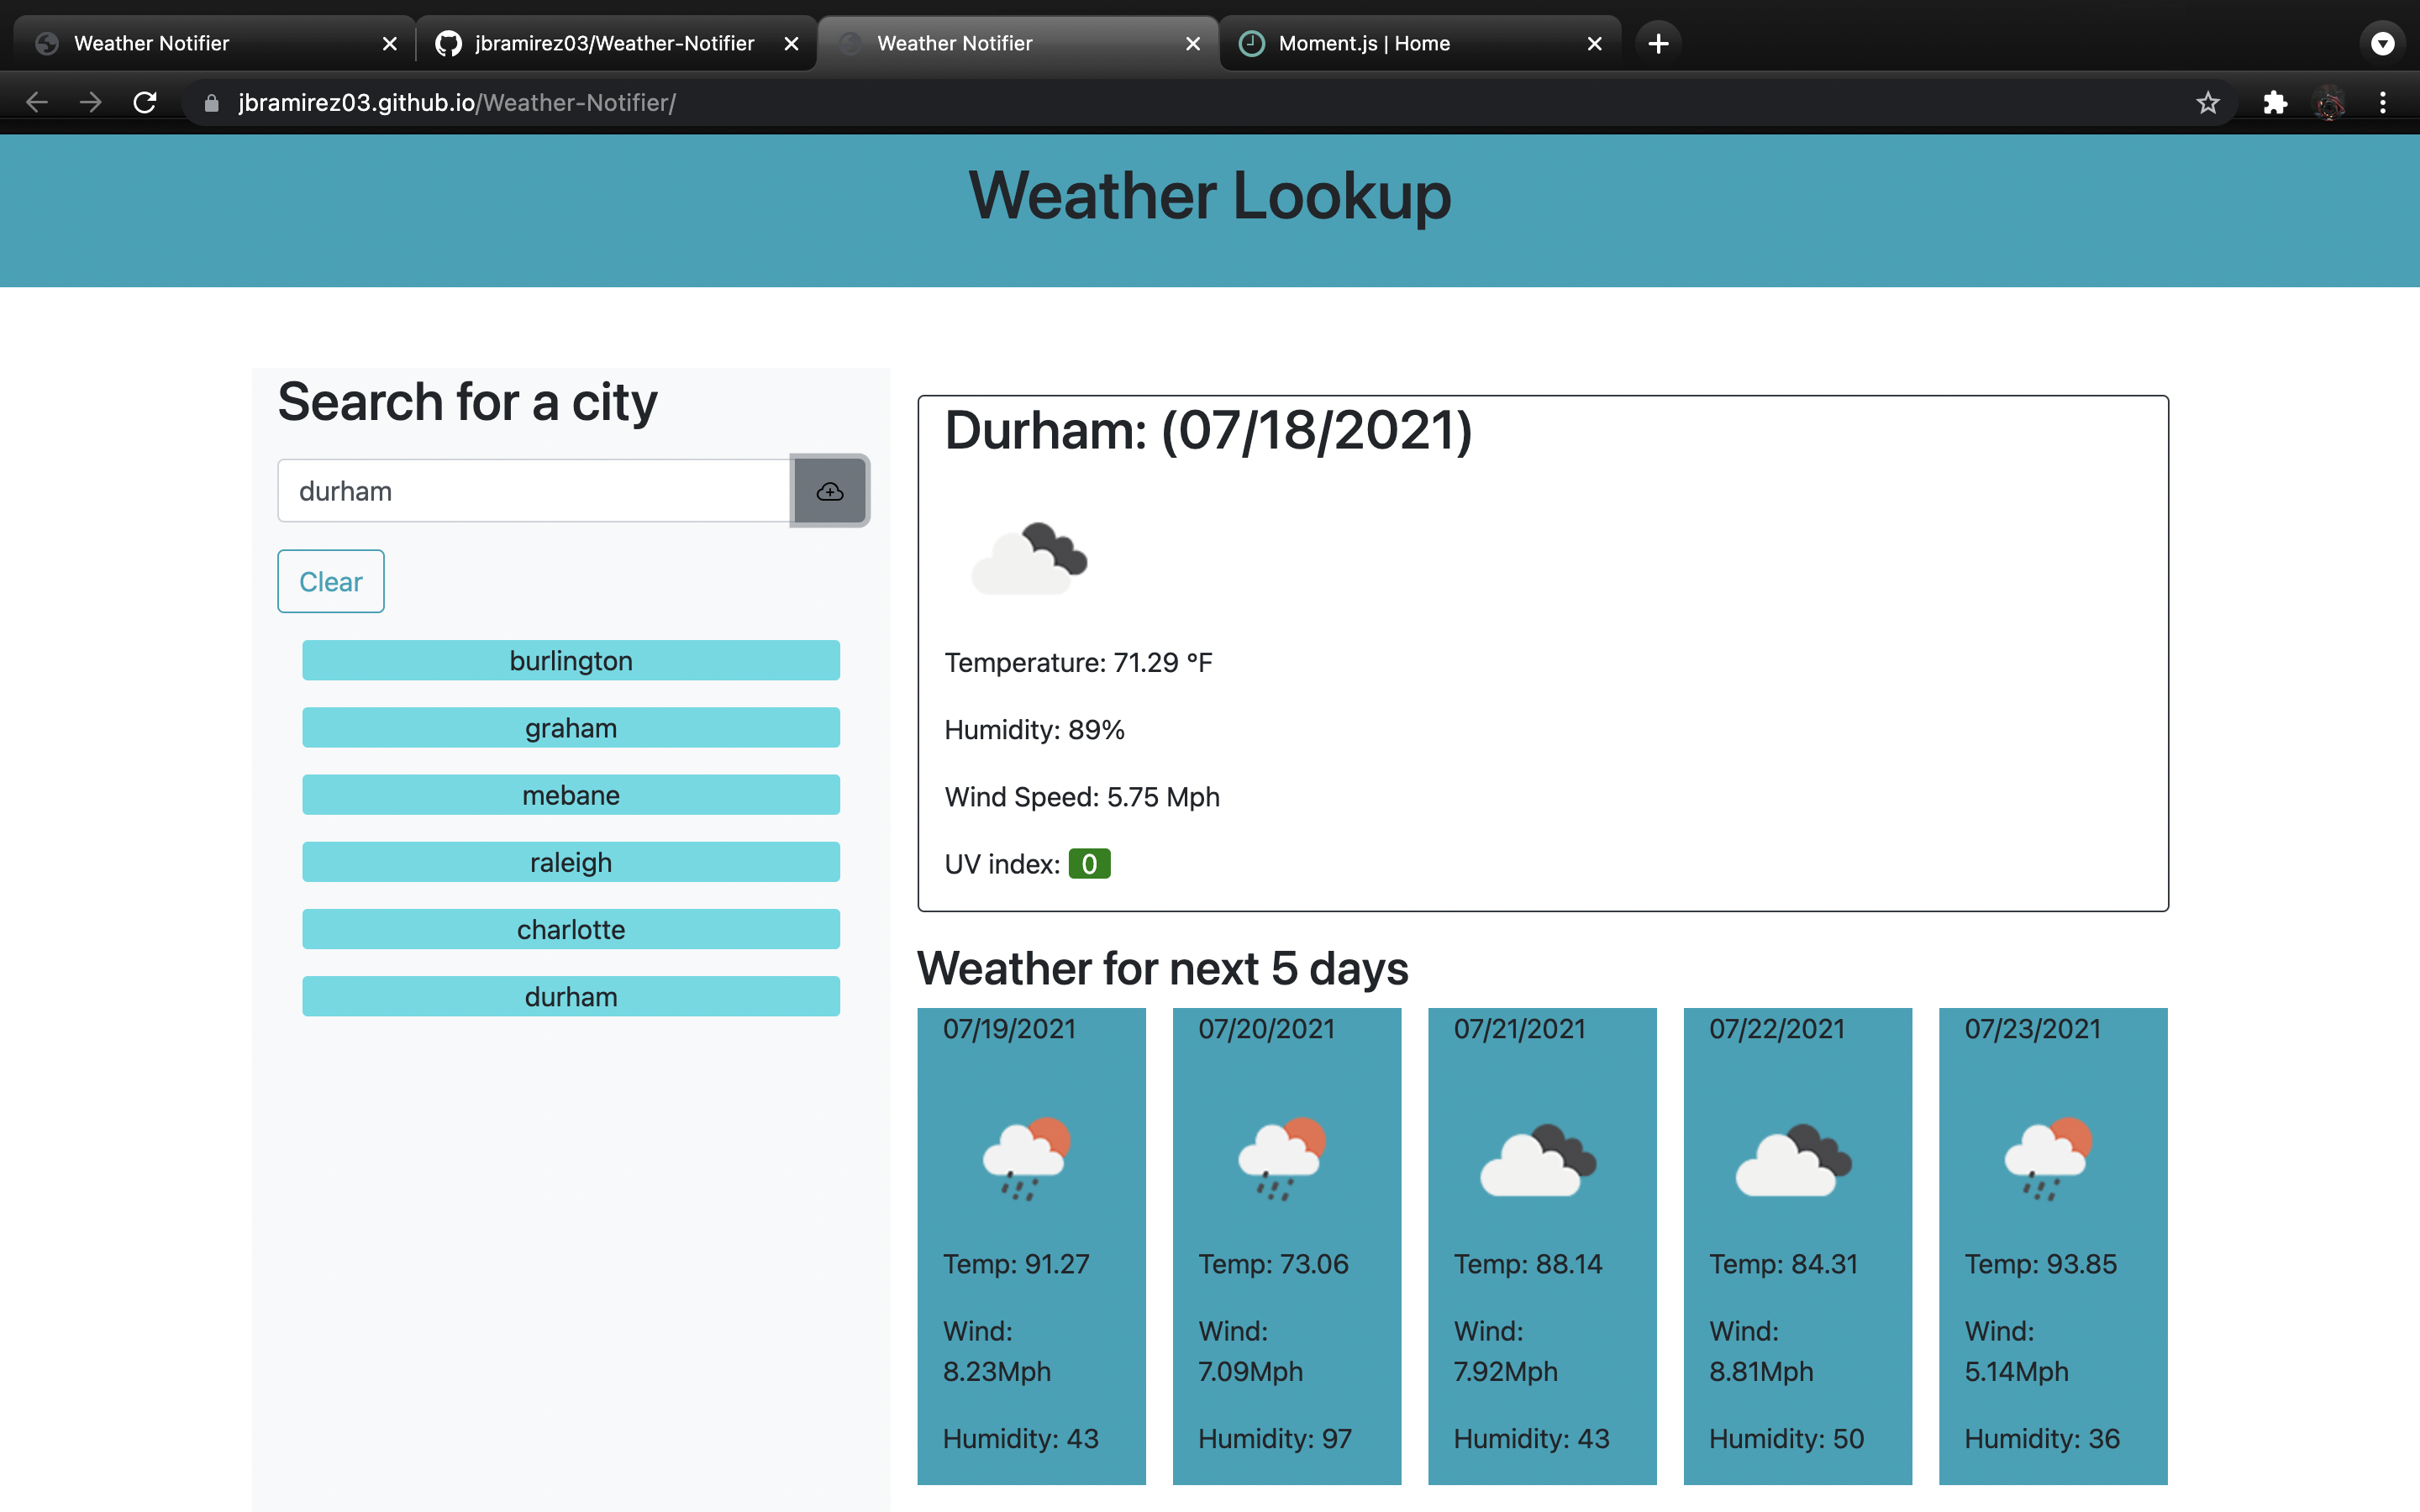 Weather Notifier
jbramirez03/Weather-Notifier
Weather Notifier
Moment.js | Home
jbramirez03.github.io/Weather-Notifier/
Weather Lookup
Search for a city
durham
Clear
burlington
graham
mebane
raleigh
charlotte
durham
Durham: (07/18/2021)
Temperature: 71.29 °F
Humidity: 89%
Wind Speed: 5.75 Mph
UV index: 0
Weather for next 5 days
07/19/2021
Temp: 91.27
Wind:
8.23Mph
Humidity: 43
07/20/2021
Temp: 73.06
Wind:
7.09Mph
Humidity: 97
07/21/2021
Temp: 88.14
Wind:
7.92Mph
Humidity: 43
07/22/2021
Temp: 84.31
Wind:
8.81Mph
Humidity: 50
07/23/2021
Temp: 93.85
Wind:
5.14Mph
Humidity: 36